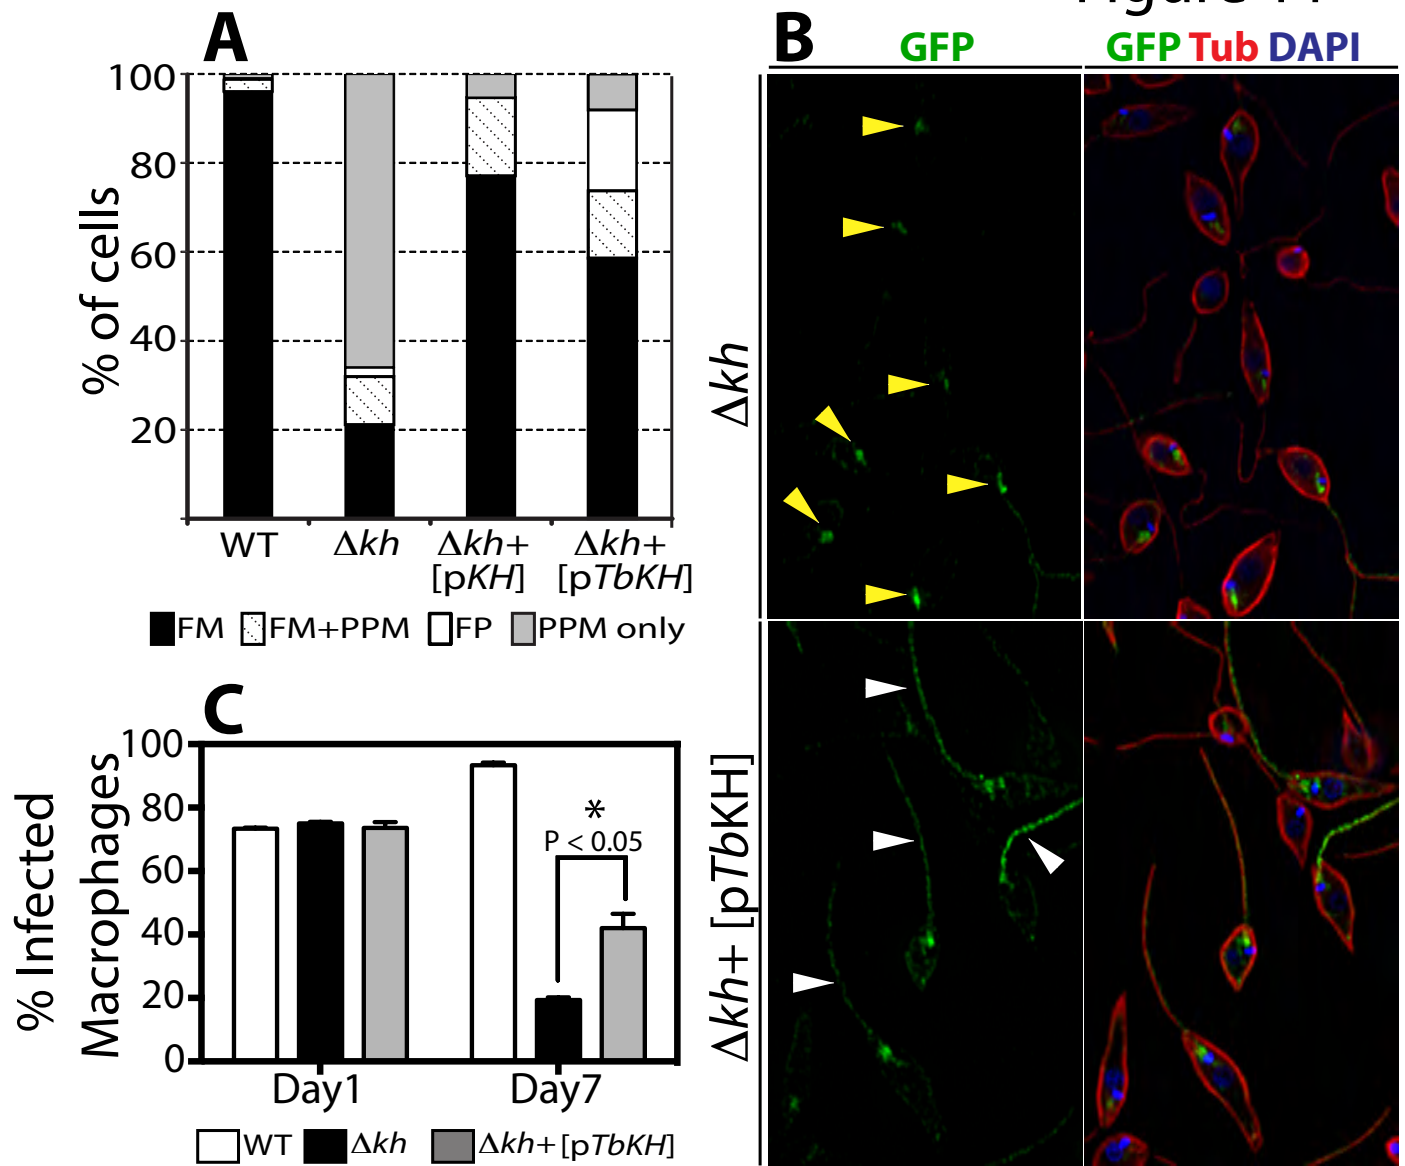 A
100
80
60
40
20
% of cells
WT
Δkh
Δkh+
[pKH]
Δkh+
[pTbKH]
FM
FM+PPM
FP
PPM only
B
GFP
GFP Tub DAPI
Δkh
Δkh+ [pTbKH]
C
100
80
60
40
20
0
% Infected
Macrophages
*
P < 0.05
Day1
Day7
WT
Δkh
Δkh+[pTbKH]